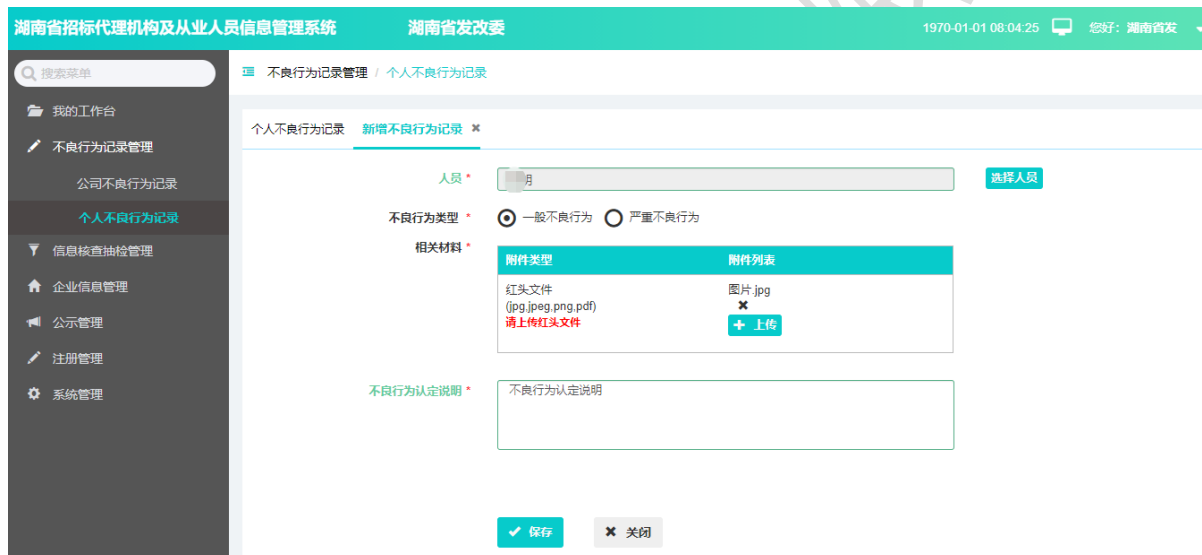 湖南省招标代理机构及从业人员信息管理系统 湖南省发改委 1970-01-01 08:04:25 您好：湖南省发
搜索菜单
不良行为记录管理 / 个人不良行为记录
我的工作台
个人不良行为记录 新增不良行为记录 ✖
不良行为记录管理
公司不良行为记录
个人不良行为记录
信息核查抽检管理
企业信息管理
公示管理
注册管理
系统管理
人员 * 明 选择人员
不良行为类型 * 一般不良行为 严重不良行为
相关材料 *
附件类型 附件列表
红头文件 图片.jpg
(jpg,jpeg,png,pdf) ✖
请上传红头文件 + 上传
不良行为认定说明 * 不良行为认定说明
✔ 保存 ✖ 关闭